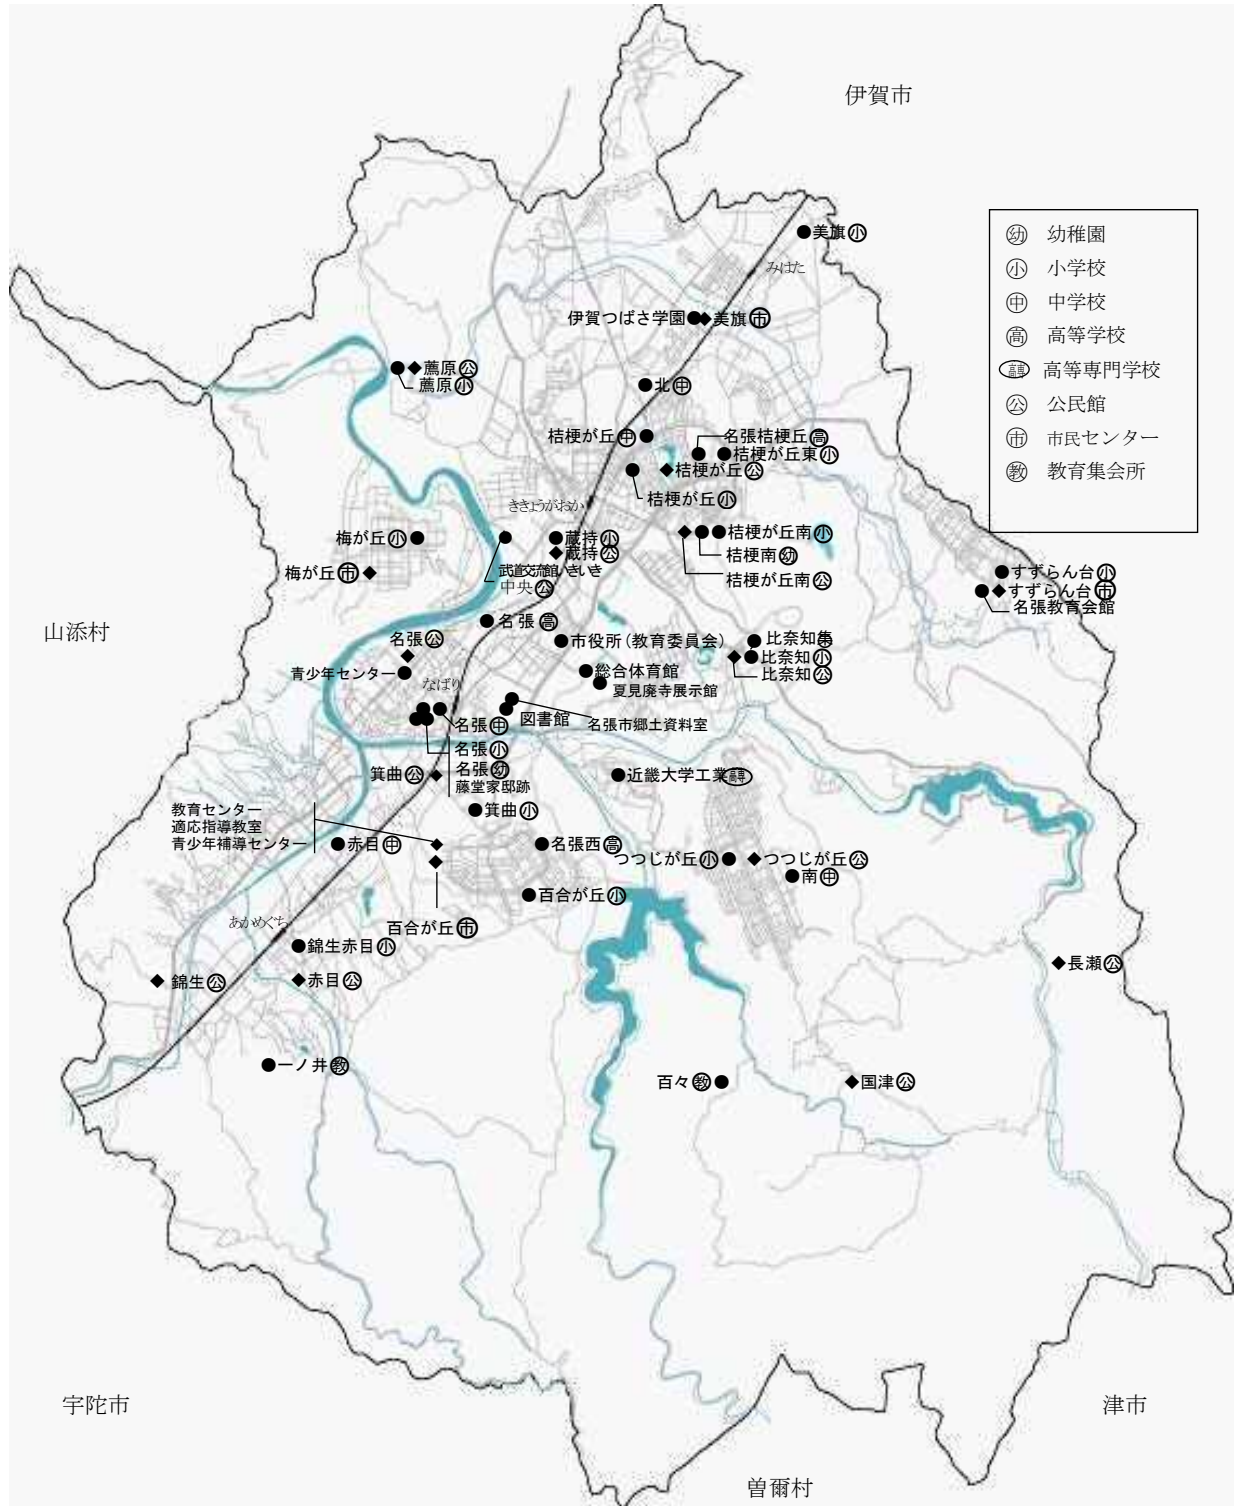 伊賀市
幼 幼稚園
小 小学校
中 中学校
高 高等学校
高専 高等専門学校
公 公民館
市 市民センター
教 教育集会所
美旗小
みはた
伊賀つばさ学園
美旗市
薦原公
薦原小
北中
桔梗が丘中
名張桔梗丘高
桔梗が丘東小
桔梗が丘公
桔梗が丘小
ききょうがおか
梅が丘小
蔵持小
蔵持公
桔梗が丘南小
桔梗南幼
桔梗が丘南公
梅が丘市
武道交流館いきいき
中央公
すずらん台小
すずらん台市
名張教育会館
山添村
名張高
名張公
市役所(教育委員会)
比奈知集
比奈知小
比奈知公
青少年センター
総合体育館
夏見廃寺展示館
なばり
図書館
名張市郷土資料室
名張中
名張小
名張幼
藤堂家邸跡
箕曲公
近畿大学工業高専
箕曲小
教育センター
適応指導教室
青少年補導センター
赤目中
名張西高
つつじが丘小
つつじが丘公
南中
百合が丘小
百合が丘市
あかめぐち
錦生赤目小
錦生公
赤目公
長瀬公
一ノ井教
百々教
国津公
宇陀市
津市
曽爾村